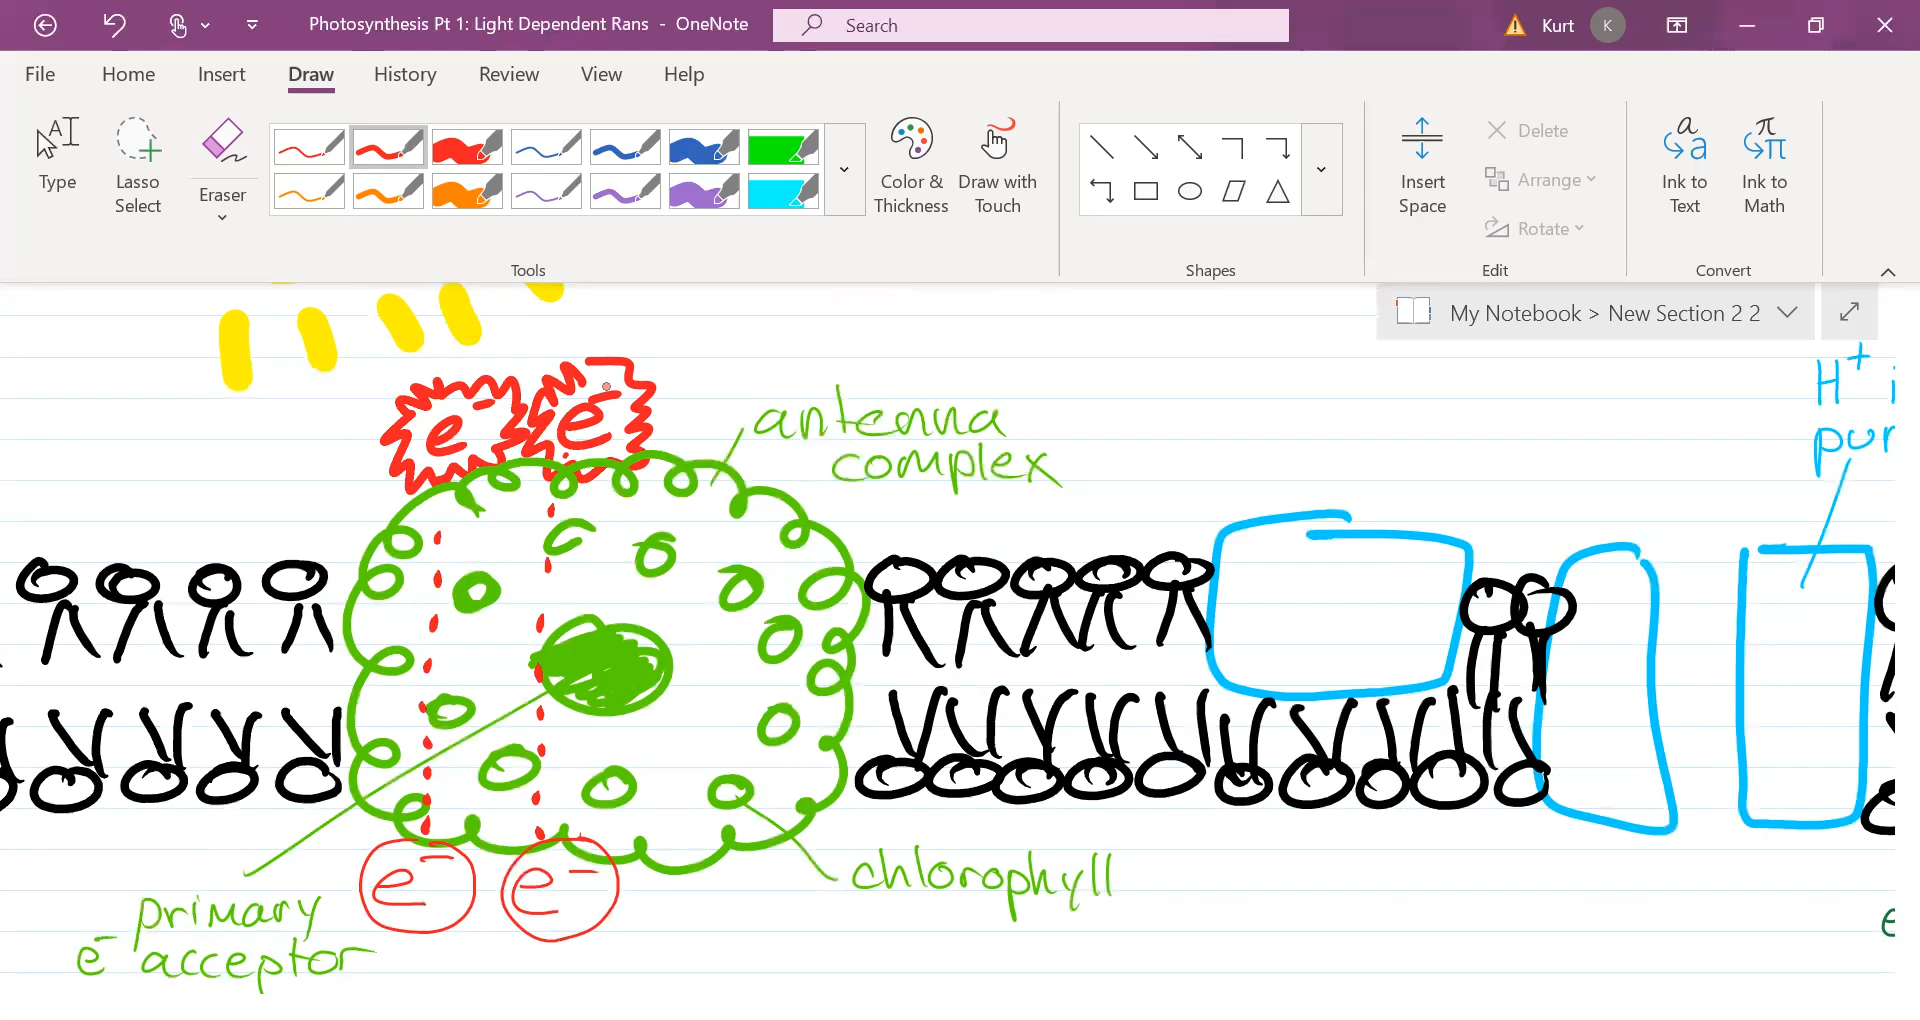 Photosynthesis Pt 1: Light Dependent Rans - OneNote
Search
Kurt
K
File
Home
Insert
Draw
History
Review
View
Help
Type
Lasso
Select
Eraser
Color &
Thickness
Draw with
Touch
Tools
Shapes
Insert
Space
Delete
Arrange
Rotate
Edit
Ink to
Text
Ink to
Math
Convert
My Notebook > New Section 2 2
e⁻
e⁻
antenna
complex
H⁺ i
pur
chlorophyll
e⁻
e⁻
primary
e⁻ acceptor
e